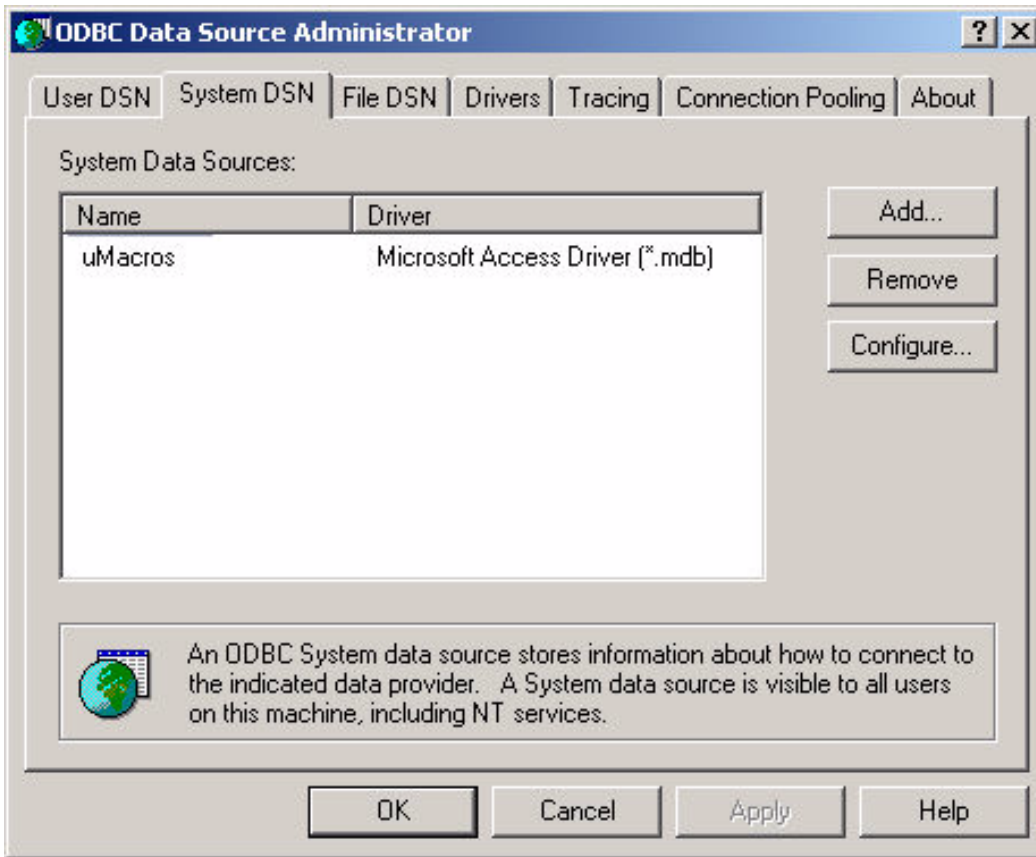 ODBC Data Source Administrator
User DSN System DSN File DSN Drivers Tracing Connection Pooling About
System Data Sources:
Name Driver
uMacros Microsoft Access Driver (*.mdb)
Add...
Remove
Configure...
An ODBC System data source stores information about how to connect to
the indicated data provider. A System data source is visible to all users
on this machine, including NT services.
OK Cancel Apply Help